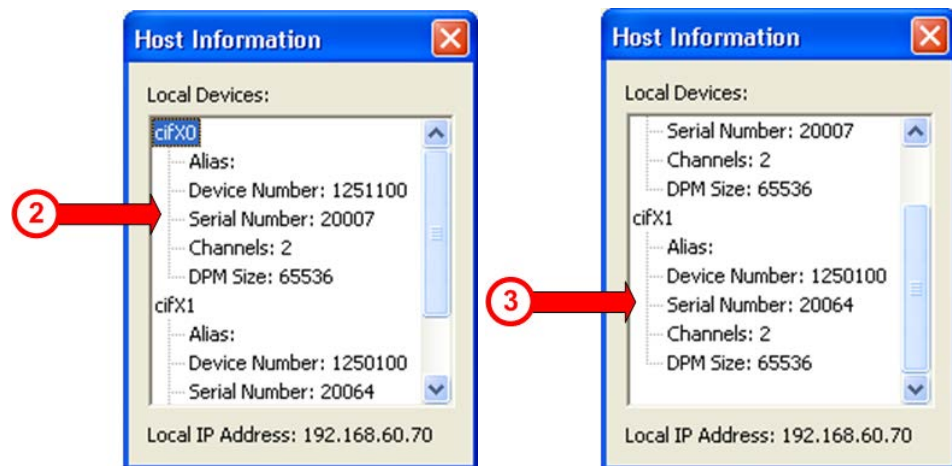 Host Information
Local Devices:
cifX0
Alias:
Device Number: 1251100
Serial Number: 20007
Channels: 2
DPM Size: 65536
cifX1
Alias:
Device Number: 1250100
Serial Number: 20064
Local IP Address: 192.168.60.70
2
Host Information
Local Devices:
Serial Number: 20007
Channels: 2
DPM Size: 65536
cifX1
Alias:
Device Number: 1250100
Serial Number: 20064
Channels: 2
DPM Size: 65536
Local IP Address: 192.168.60.70
3